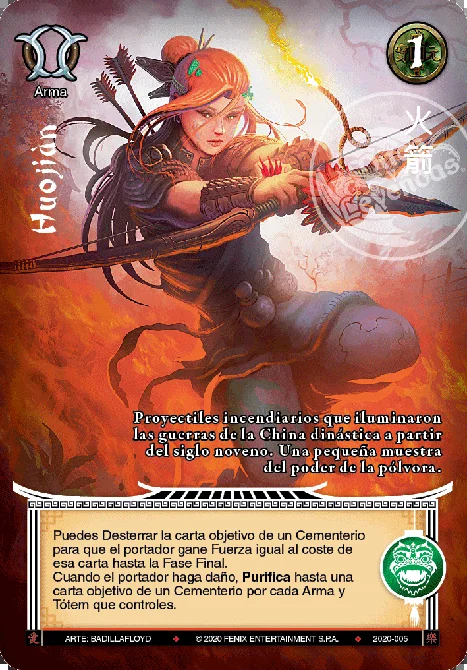 1
Arma
Huojiàn
火箭
Leyendas
Proyectiles incendiarios que iluminaron
las guerras de la China dinástica a partir
del siglo noveno. Una pequeña muestra
del poder de la pólvora.
Puedes Desterrar la carta objetivo de un Cementerio
para que el portador gane Fuerza igual al coste de
esa carta hasta la Fase Final.
Cuando el portador haga daño, Purifica hasta una
carta objetivo de un Cementerio por cada Arma y
Tótem que controles.
ARTE: BADILLAFLOYD ♦ © 2020 FENIX ENTERTAINMENT S.P.A. ♦ 2020-005